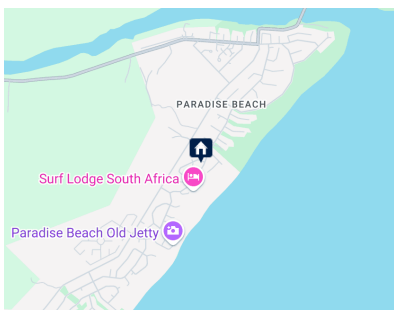 PARADISE BEACH
Surf Lodge South Africa
Paradise Beach Old Jetty